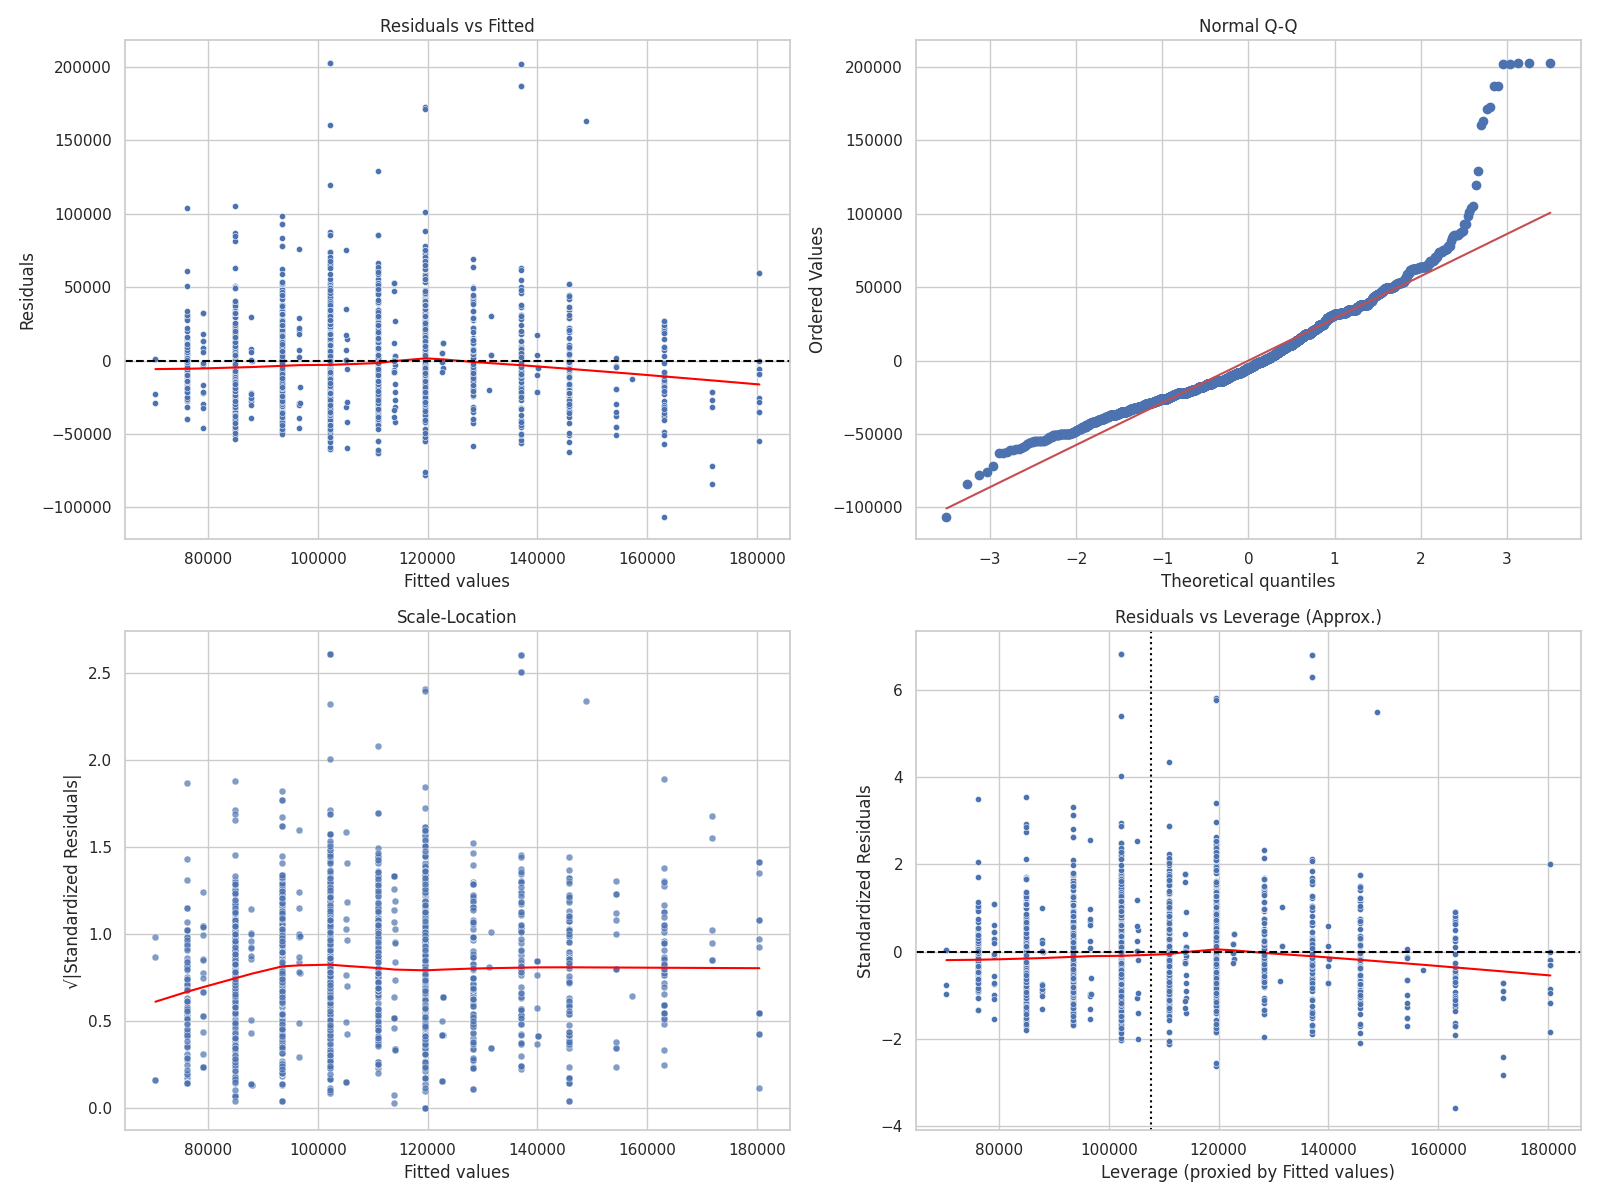 Residuals vs Fitted
Residuals
200000
150000
100000
50000
0
−50000
−100000
80000 100000 120000 140000 160000 180000
Fitted values
Normal Q-Q
Ordered Values
200000
150000
100000
50000
0
−50000
−100000
−3 −2 −1 0 1 2 3
Theoretical quantiles
Scale-Location
√|Standardized Residuals|
2.5
2.0
1.5
1.0
0.5
0.0
80000 100000 120000 140000 160000 180000
Fitted values
Residuals vs Leverage (Approx.)
Standardized Residuals
6
4
2
0
−2
−4
80000 100000 120000 140000 160000 180000
Leverage (proxied by Fitted values)